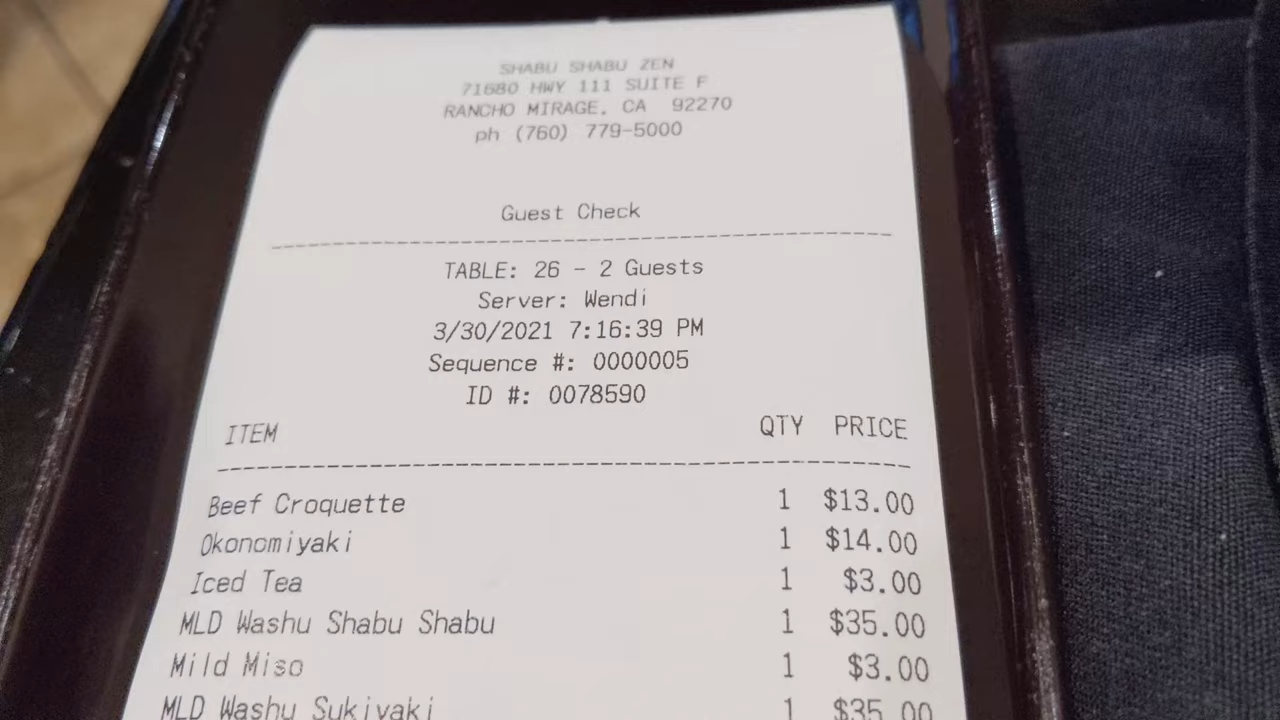 SHABU SHABU ZEN
71680 HWY 111 SUITE F
RANCHO MIRAGE, CA 92270
ph (760) 779-5000
Guest Check
TABLE: 26 - 2 Guests
Server: Wendi
3/30/2021 7:16:39 PM
Sequence #: 0000005
ID #: 0078590
ITEM QTY PRICE
Beef Croquette 1 $13.00
Okonomiyaki 1 $14.00
Iced Tea 1 $3.00
MLD Washu Shabu Shabu 1 $35.00
Mild Miso 1 $3.00
MLD Washu Sukiyaki 1 $35.00